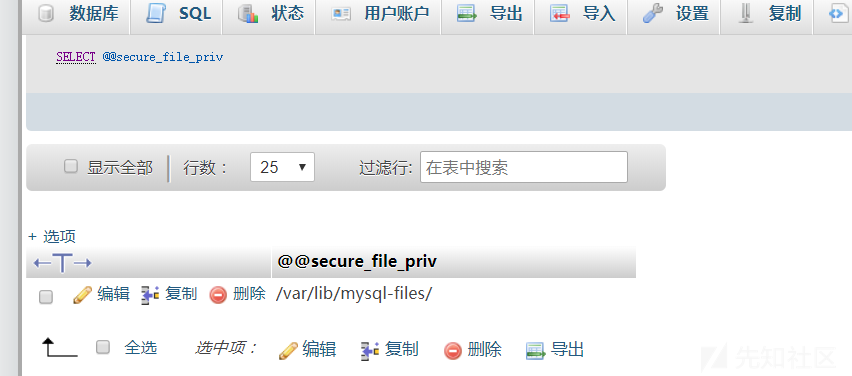 数据库 SQL 状态 用户账户 导出 导入 设置 复制
SELECT @@secure_file_priv
显示全部 行数： 25 过滤行: 在表中搜索
+ 选项
←T→ @@secure_file_priv
编辑 复制 删除 /var/lib/mysql-files/
全选 选中项： 编辑 复制 删除 导出
先知社区